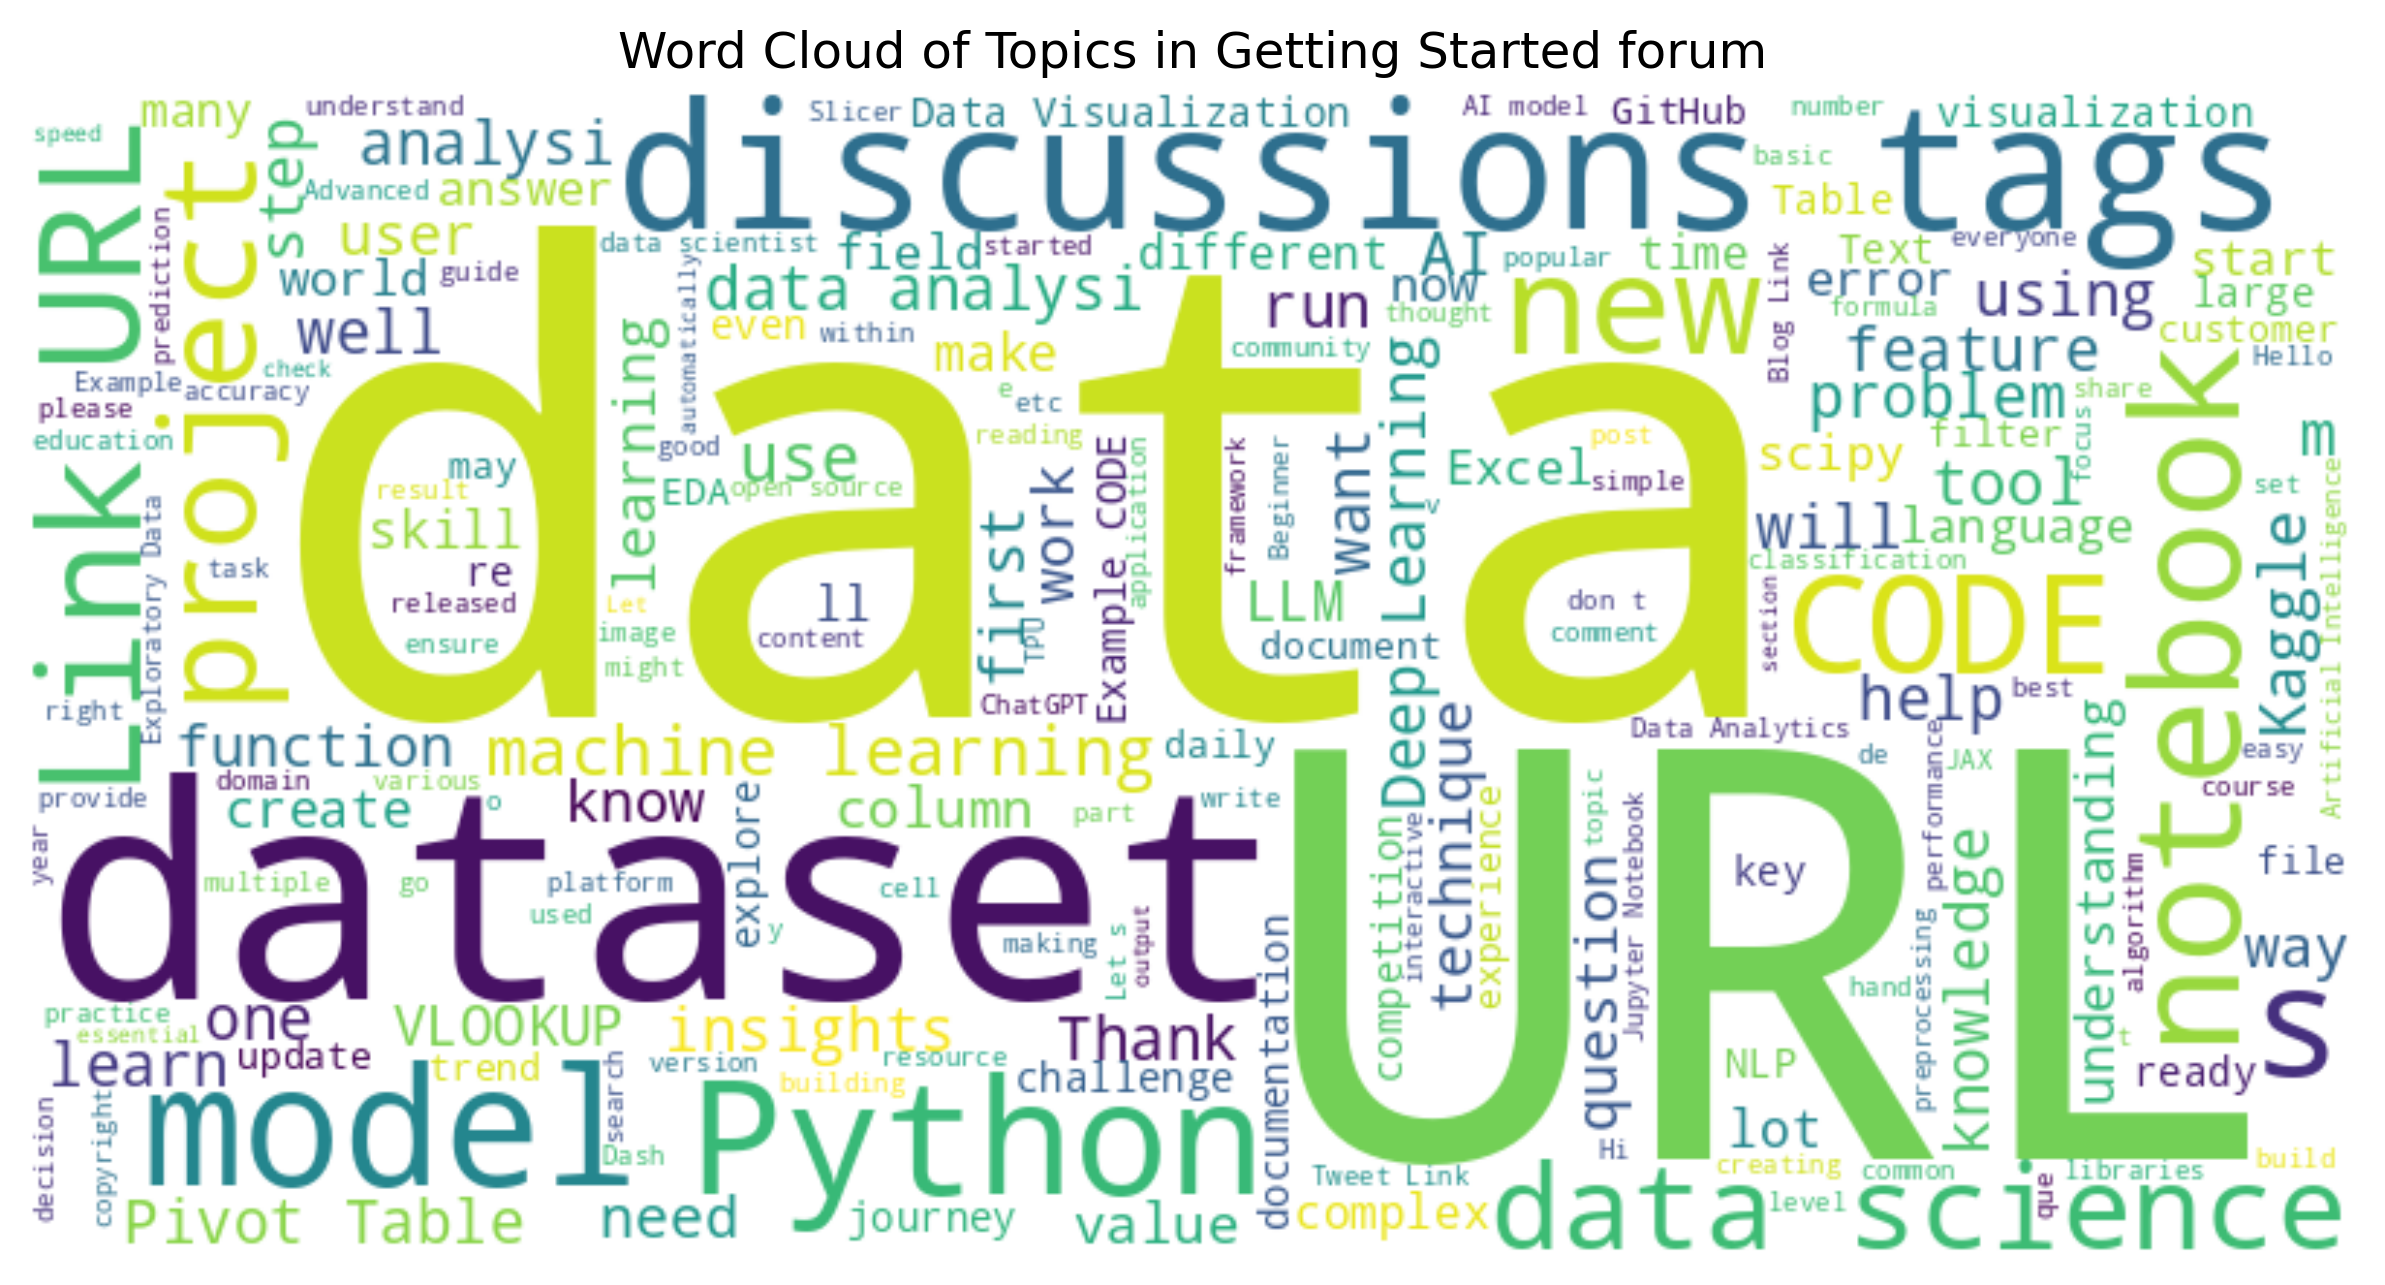 Word Cloud of Topics in Getting Started forum
speed
many
understand
analysi
step
Advanced
answer
user
discussions
Slicer
Data Visualization
AI model
GitHub
number
visualization
basic
Table
tags
URL Link
project
prediction
world
guide
well
check
Example
accuracy
please
education
data scientist
field
started
different
AI
popular
time
Text
everyone
start
error
large
data analysi
automatically
now
run
new
Blog Link
using
formula
customer
thought
even
within
make
community
feature
Hello
learning
e
etc
problem
share
data
good
reading
use
EDA
open source
may
result
skill
re
released
ensure
task
Exploratory Data
right
Let
image
might
ll
content
first
work
TPU
Example CODE
application
ChatGPT
framework
Beginner
want
Deep Learning
v
Excel
post
simple
scipy
filter
focus
m
tool
set
will
language
classification
LLM
document
don t
comment
section
CODE
notebook
Kaggle
Artificial Intelligence
help
best
Data Analytics
function
machine learning
daily
technique
de
JAX
easy
course
domain
various
provide
create
o
know
explore
column
part
write
year
dataset
multiple
go
platform
used
y
cell
making
Let s
output
URL
competition
interactive
experience
topic
question
Jupyter Notebook
key
performance
preprocessing
hand
knowledge
understanding
algorithm
file
way
s
t
ready
practice
essential
one
VLOOKUP
insights
Thank
documentation
learn
update
trend
search
version
resource
building
challenge
NLP
lot
Hi
decision
copyright
model
Dash
Python
Tweet Link
creating
common
libraries
build
Pivot Table
need
journey
value
complex
data science
level
que